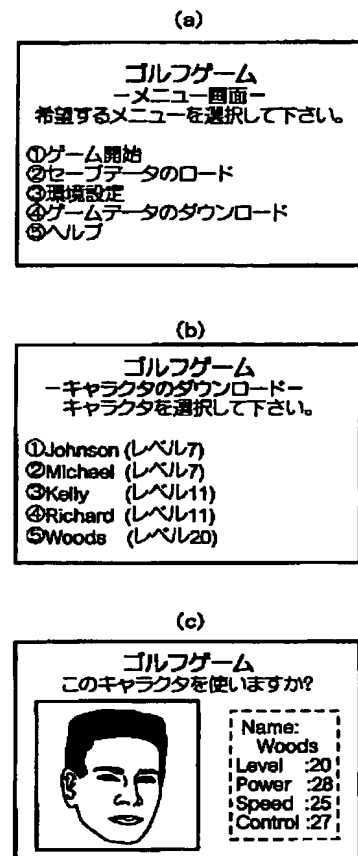 (a)
ゴルフゲーム
－メニュー画面－
希望するメニューを選択して下さい。
①ゲーム開始
②セーブデータのロード
③環境設定
④ゲームデータのダウンロード
⑤ヘルプ
(b)
ゴルフゲーム
－キャラクタのダウンロード－
キャラクタを選択して下さい。
①Johnson (レベル7)
②Michael (レベル7)
③Kelly (レベル11)
④Richard (レベル11)
⑤Woods (レベル20)
(c)
ゴルフゲーム
このキャラクタを使いますか?
Name:
Woods
Level :20
Power :28
Speed :25
Control :27